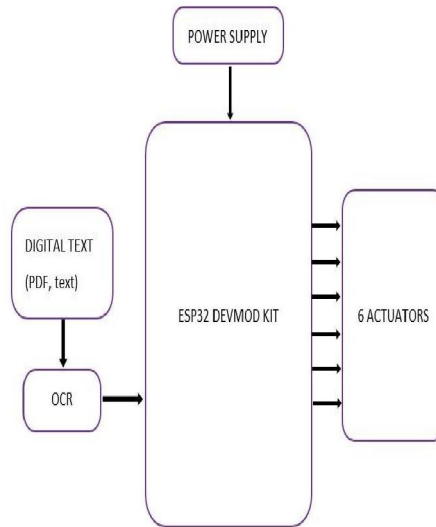 POWER SUPPLY
DIGITAL TEXT
(PDF, text)
OCR
ESP32 DEVMOD KIT
6 ACTUATORS